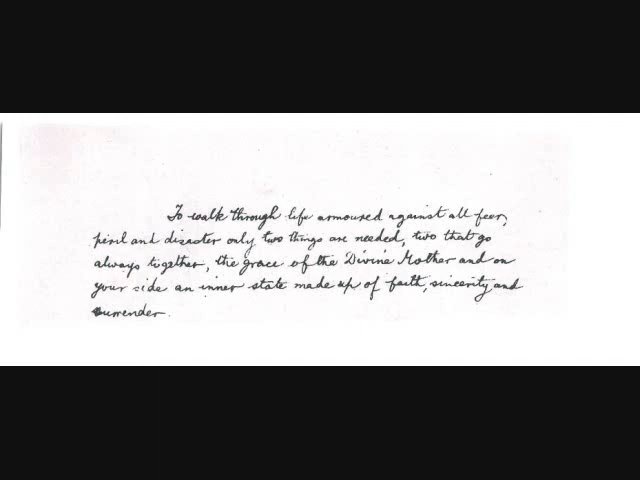 To walk through life armoured against all fear,
peril and disaster only two things are needed, two that go
always together, the grace of the Divine Mother and on
your side an inner state made up of faith, sincerity and
surrender.